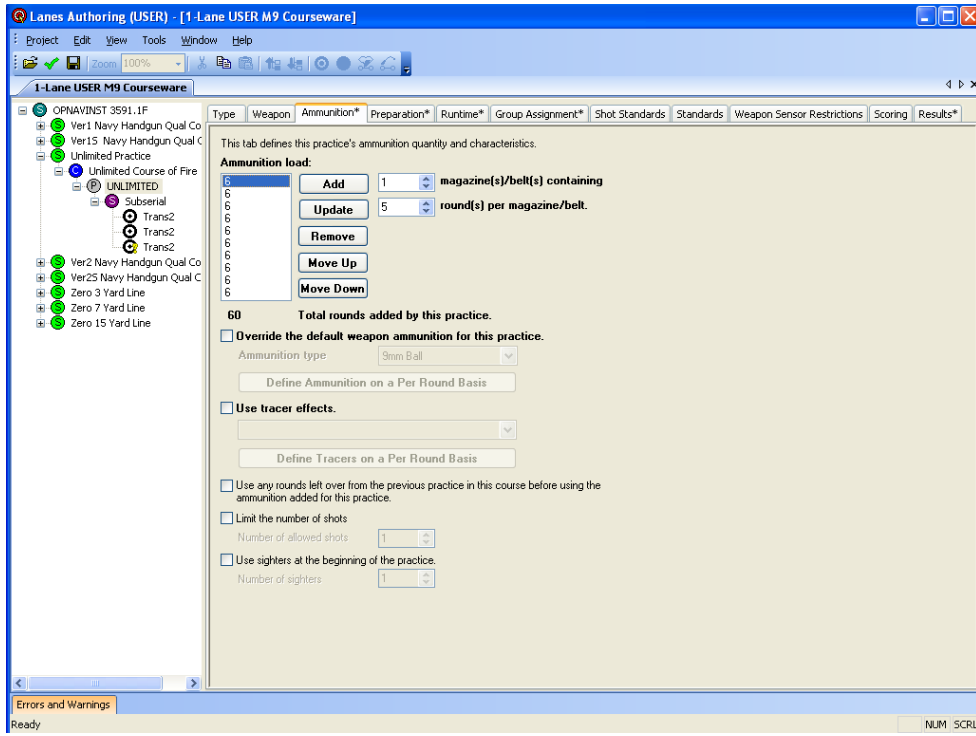 Lanes Authoring (USER) - [1-Lane USER M9 Courseware]
Project Edit View Tools Window Help
Zoom 100%
1-Lane USER M9 Courseware
OPNAVINST 3591.1F
Ver1 Navy Handgun Qual Co
Ver1S Navy Handgun Qual C
Unlimited Practice
C Unlimited Course of Fire
P UNLIMITED
S Subserial
Trans2
Trans2
Trans2
Ver2 Navy Handgun Qual Co
Ver2S Navy Handgun Qual C
Zero 3 Yard Line
Zero 7 Yard Line
Zero 15 Yard Line
Type Weapon Ammunition* Preparation* Runtime* Group Assignment* Shot Standards Standards Weapon Sensor Restrictions Scoring Results*
This tab defines this practice's ammunition quantity and characteristics.
Ammunition load:
6
6
6
6
6
6
6
6
6
6
Add 1 magazine(s)/belt(s) containing
Update 5 round(s) per magazine/belt.
Remove
Move Up
Move Down
60 Total rounds added by this practice.
Override the default weapon ammunition for this practice.
Ammunition type 9mm Ball
Define Ammunition on a Per Round Basis
Use tracer effects.
Define Tracers on a Per Round Basis
Use any rounds left over from the previous practice in this course before using the
ammunition added for this practice.
Limit the number of shots
Number of allowed shots 1
Use sighters at the beginning of the practice.
Number of sighters 1
Errors and Warnings
Ready NUM SCRL